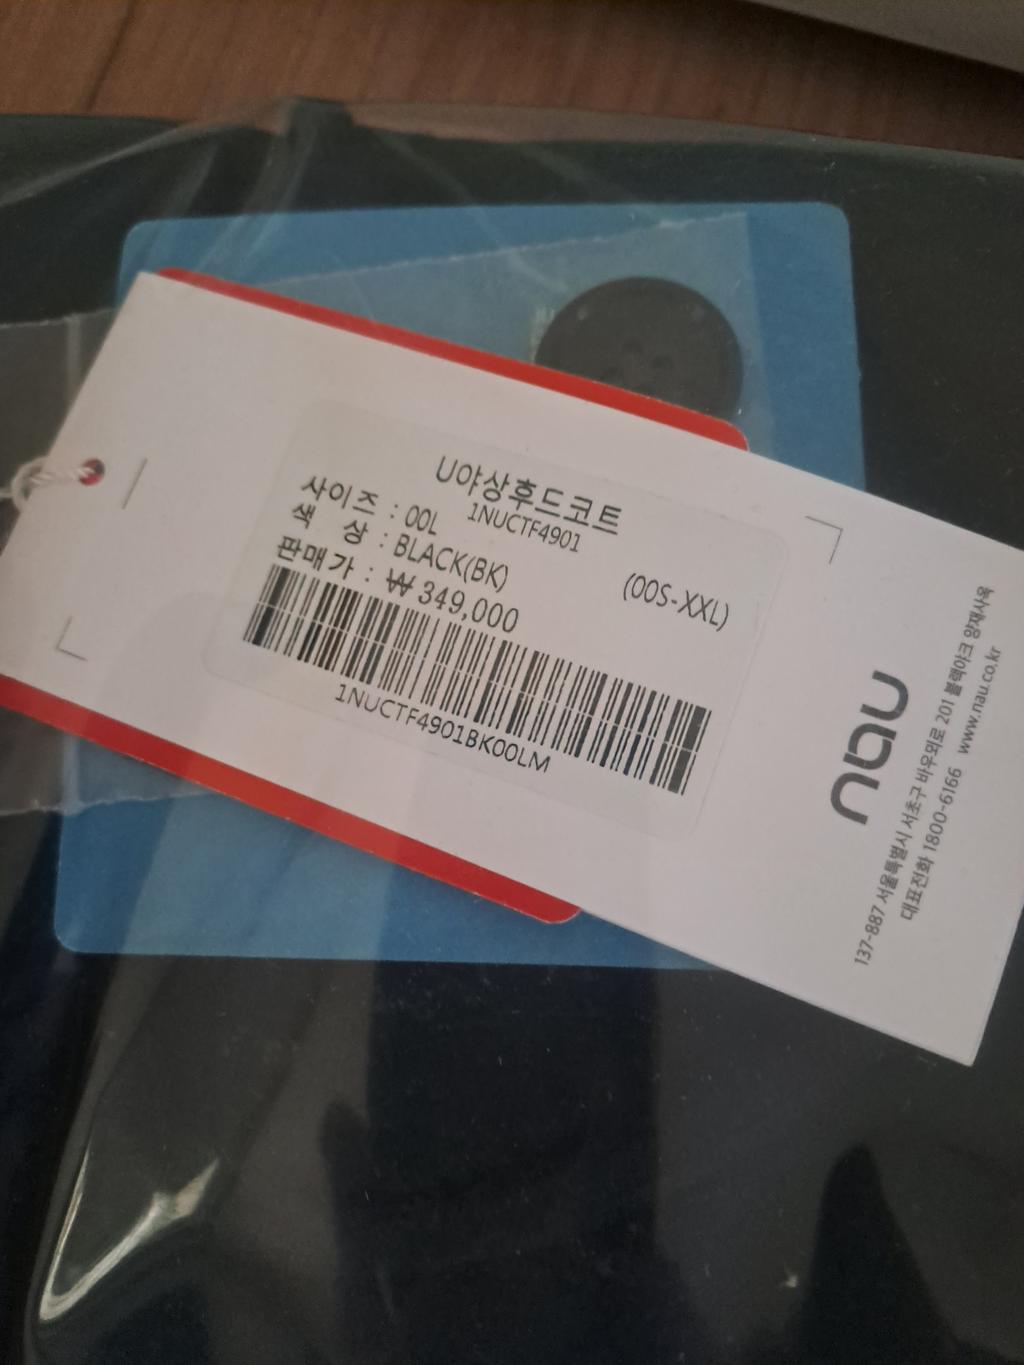 U야상후드코트
1NUCTF4901
사이즈 : 00L
(00S-XXL)
색 상 : BLACK(BK)
판매가 : ₩ 349,000
1NUCTF4901BK00LM
nau
137-887 서울특별시 서초구 바우뫼로 201 블랙야크 양재사옥
대표전화 1800-6166 www.nau.co.kr